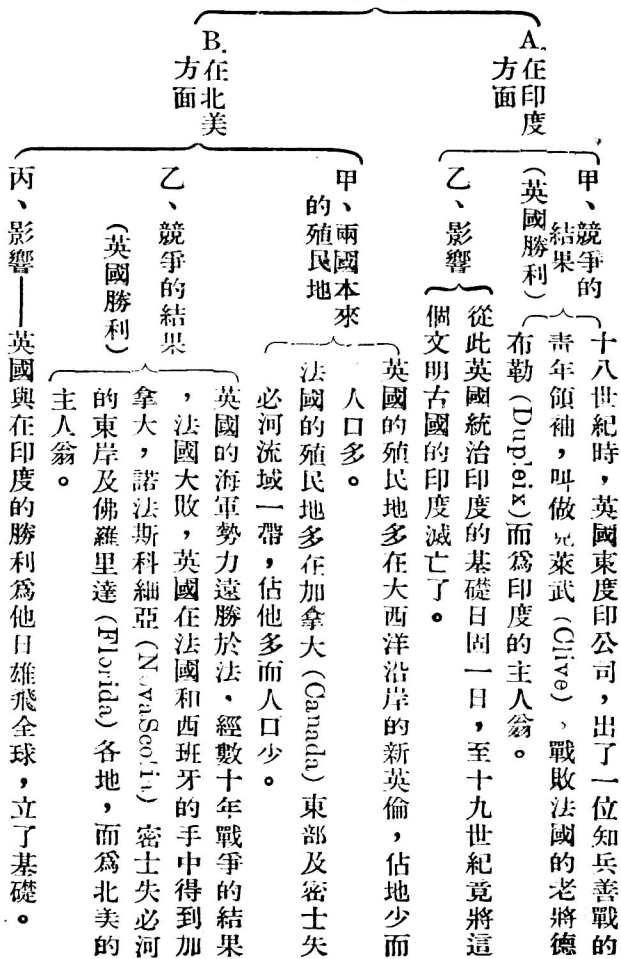 A. 在印度
方面
甲、競爭的
結果
(英國勝利)
十八世紀時，英國東度印公司，出了一位知兵善戰的
青年領袖，叫做克萊武 (Clive)，戰敗法國的老將德
布勒 (Dupleix) 而爲印度的主人翁。
乙、影響
從此英國統治印度的基礎日固一日，至十九世紀竟將這
個文明古國的印度滅亡了。
B. 在北美
方面
甲、兩國本來
的殖民地
英國的殖民地多在大西洋沿岸的新英倫，佔地少而
人口多。
法國的殖民地多在加拿大 (Canada) 東部及密士失
必河流域一帶，佔他多而人口少。
乙、競爭的結果
(英國勝利)
英國的海軍勢力遠勝於法，經數十年戰爭的結果
，法國大敗，英國在法國和西班牙的手中得到加
拿大，諾法斯科細亞 (NovaScotia) 密士失必河
的東岸及佛羅里達 (Florida) 各地，而爲北美的
主人翁。
丙、影響——英國與在印度的勝利爲他日雄飛全球，立了基礎。